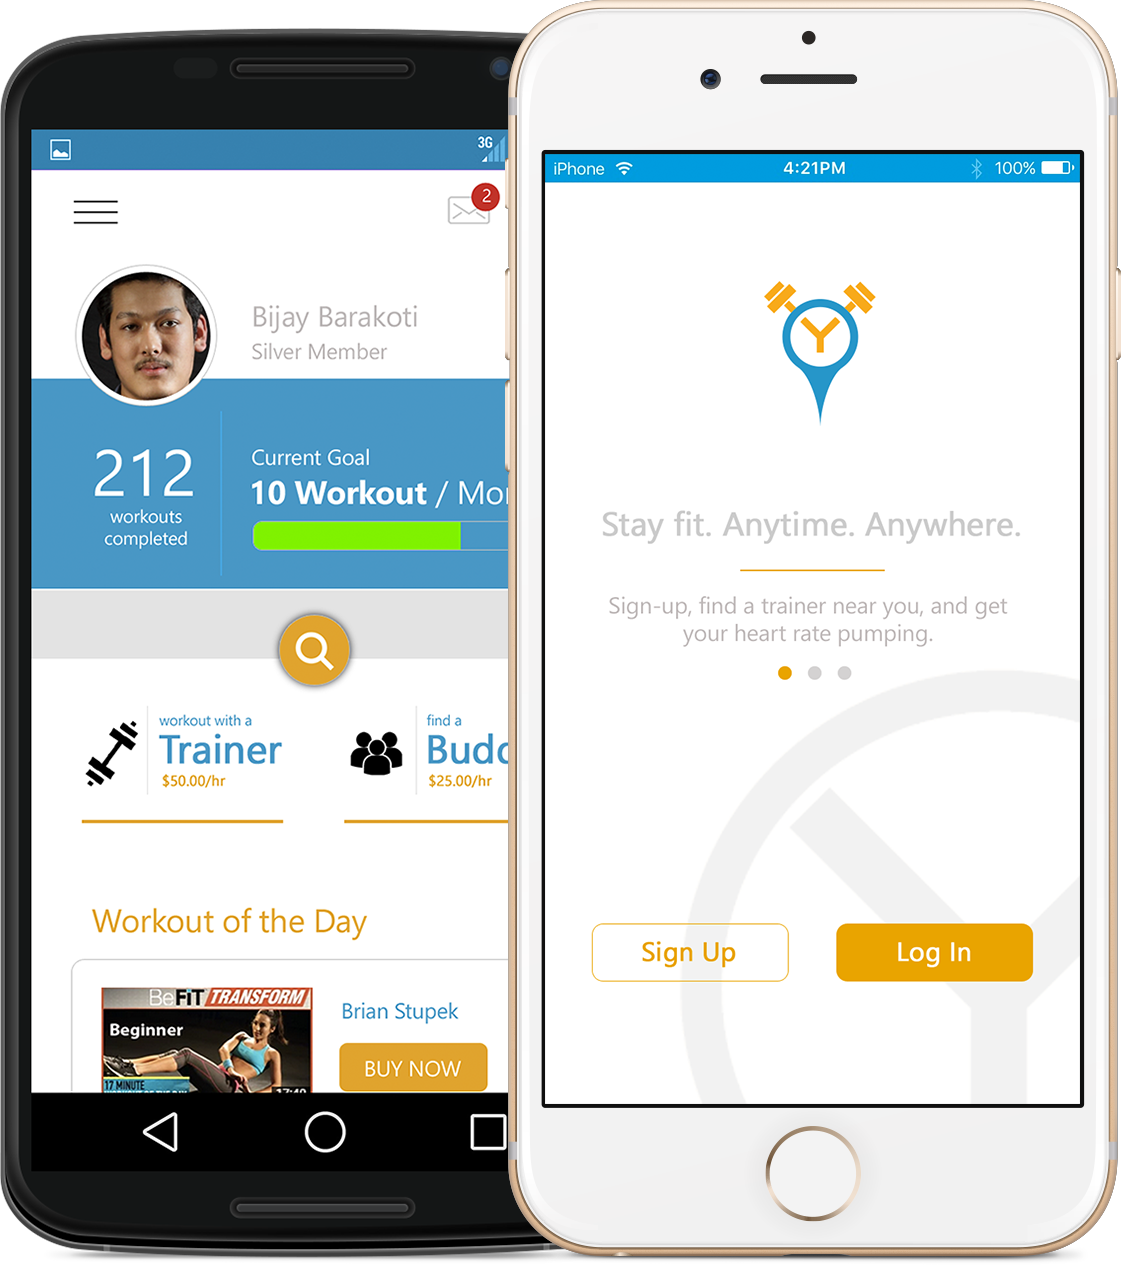 3G
2
Bijay Barakoti
Silver Member
212
workouts
completed
Current Goal
10 Workout / Mo
workout with a
Trainer
$50.00/hr
find a
Bud
$25.00/hr
Workout of the Day
BeFiT TRANSFORM
Beginner
17 MINUTE
Brian Stupek
BUY NOW
iPhone
4:21PM
100%
Y
Stay fit. Anytime. Anywhere.
Sign-up, find a trainer near you, and get
your heart rate pumping.
Sign Up
Log In